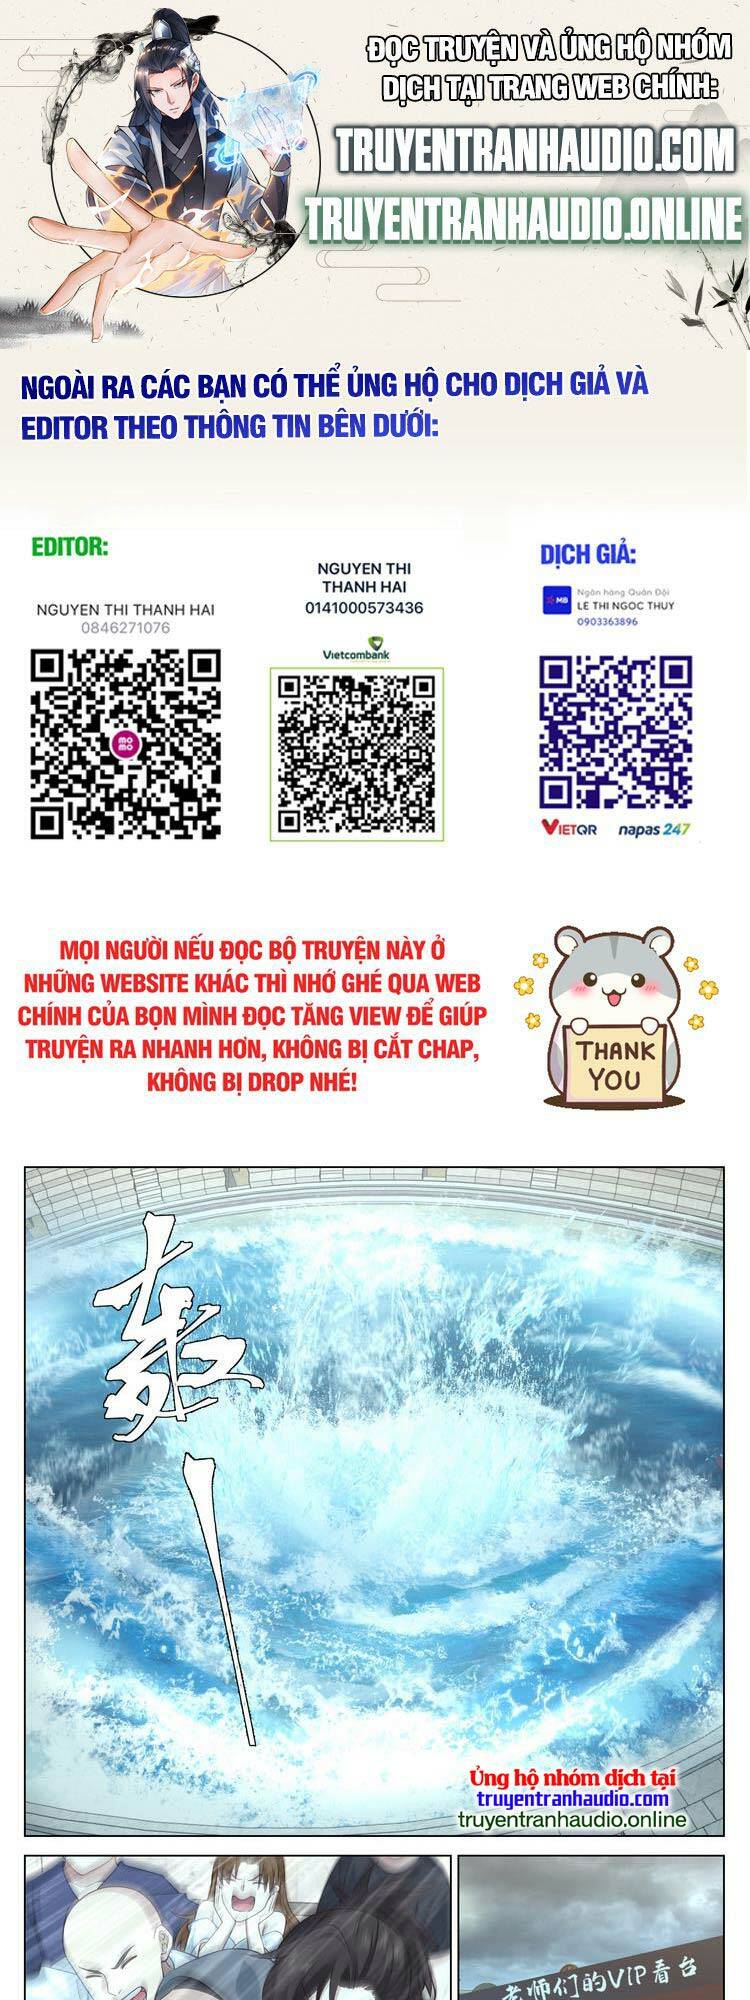 ĐỌC TRUYỆN VÀ ỦNG HỘ NHÓM
DỊCH TẠI TRANG WEB CHÍNH:
TRUYENTRANHAUDIO.COM
TRUYENTRANHAUDIO.ONLINE
NGOÀI RA CÁC BẠN CÓ THỂ ỦNG HỘ CHO DỊCH GIẢ VÀ
EDITOR THEO THÔNG TIN BÊN DƯỚI:
EDITOR:
NGUYEN THI THANH HAI
0846271076
mo
mo
NGUYEN THI
THANH HAI
0141000573436
Vietcombank
DỊCH GIẢ:
MB
Ngân hàng Quân Đội
LE THI NGOC THUY
0903363896
VIETQR napas 247
MỌI NGƯỜI NẾU ĐỌC BỘ TRUYỆN NÀY Ở
NHỮNG WEBSITE KHÁC THÌ NHỚ GHÉ QUA WEB
CHÍNH CỦA BỌN MÌNH ĐỌC TĂNG VIEW ĐỂ GIÚP
TRUYỆN RA NHANH HƠN, KHÔNG BỊ CẮT CHAP,
KHÔNG BỊ DROP NHÉ!
THANK
YOU
轰
Ủng hộ nhóm dịch tại
truyentranhaudio.com
truyentranhaudio.online
老师们的VIP看台